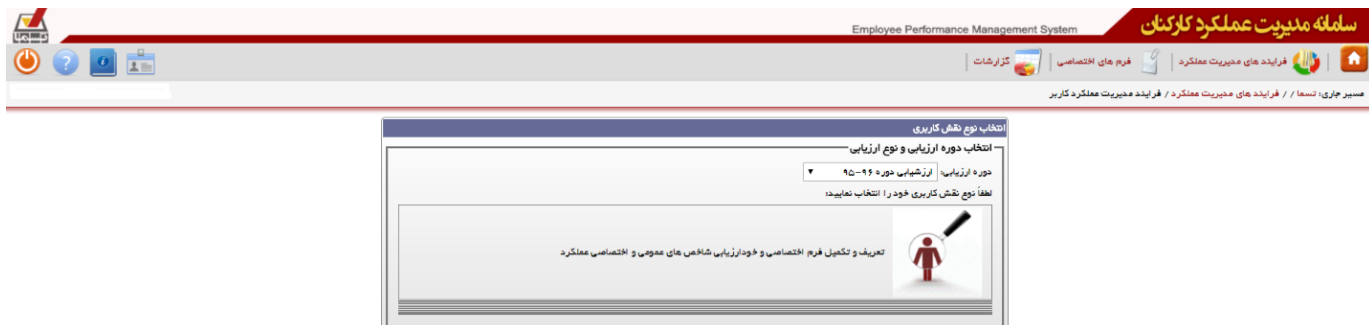 سامانه مدیریت عملکرد کارکنان
Employee Performance Management System
فرایند های مدیریت عملکرد | فرم های اختصاصی | گزارشات |
مسیر جاری: تسما / / فرایند های مدیریت عملکرد / فرایند مدیریت عملکرد کاربر
انتخاب نوع نقش کاربری
انتخاب دوره ارزیابی و نوع ارزیابی
دوره ارزیابی: ارزشیابی دوره ۹۶-۹۵
لطفاً نوع نقش کاربری خود را انتخاب نمایید:
تعریف و تکمیل فرم اختصاصی و خودارزیابی شاخص های عمومی و اختصاصی عملکرد